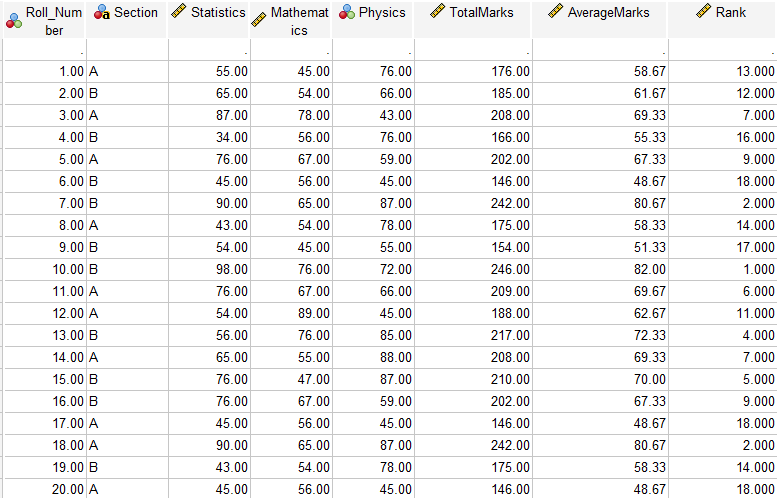 Roll_Num
ber Section Statistics Mathemat
ics Physics TotalMarks AverageMarks Rank
. . . . . . .
1.00 A 55.00 45.00 76.00 176.00 58.67 13.000
2.00 B 65.00 54.00 66.00 185.00 61.67 12.000
3.00 A 87.00 78.00 43.00 208.00 69.33 7.000
4.00 B 34.00 56.00 76.00 166.00 55.33 16.000
5.00 A 76.00 67.00 59.00 202.00 67.33 9.000
6.00 B 45.00 56.00 45.00 146.00 48.67 18.000
7.00 B 90.00 65.00 87.00 242.00 80.67 2.000
8.00 A 43.00 54.00 78.00 175.00 58.33 14.000
9.00 B 54.00 45.00 55.00 154.00 51.33 17.000
10.00 B 98.00 76.00 72.00 246.00 82.00 1.000
11.00 A 76.00 67.00 66.00 209.00 69.67 6.000
12.00 A 54.00 89.00 45.00 188.00 62.67 11.000
13.00 B 56.00 76.00 85.00 217.00 72.33 4.000
14.00 A 65.00 55.00 88.00 208.00 69.33 7.000
15.00 B 76.00 47.00 87.00 210.00 70.00 5.000
16.00 B 76.00 67.00 59.00 202.00 67.33 9.000
17.00 A 45.00 56.00 45.00 146.00 48.67 18.000
18.00 A 90.00 65.00 87.00 242.00 80.67 2.000
19.00 B 43.00 54.00 78.00 175.00 58.33 14.000
20.00 A 45.00 56.00 45.00 146.00 48.67 18.000